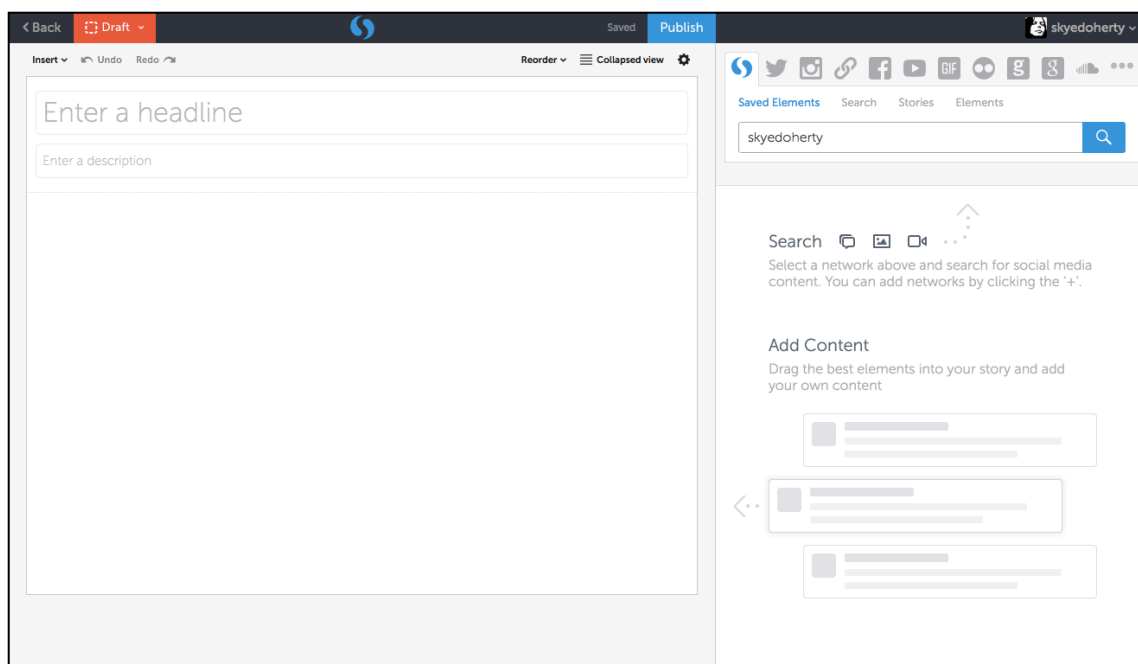 Back Draft Saved Publish skyedoherty
Insert Undo Redo Reorder Collapsed view
Enter a headline
Enter a description
GIF g 8
Saved Elements Search Stories Elements
skyedoherty
Search
Select a network above and search for social media
content. You can add networks by clicking the '+'.
Add Content
Drag the best elements into your story and add
your own content